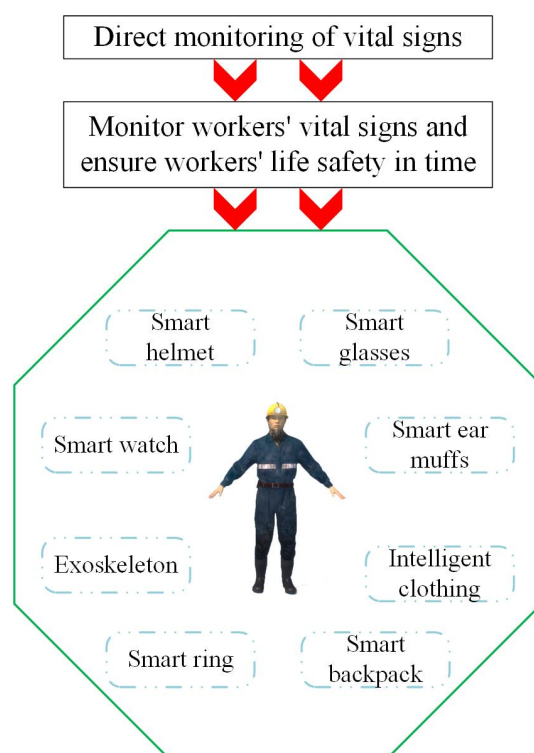 Direct monitoring of vital signs
Monitor workers' vital signs and
ensure workers' life safety in time
Smart
helmet
Smart
glasses
Smart watch
Smart ear
muffs
Exoskeleton
Intelligent
clothing
Smart ring
Smart
backpack